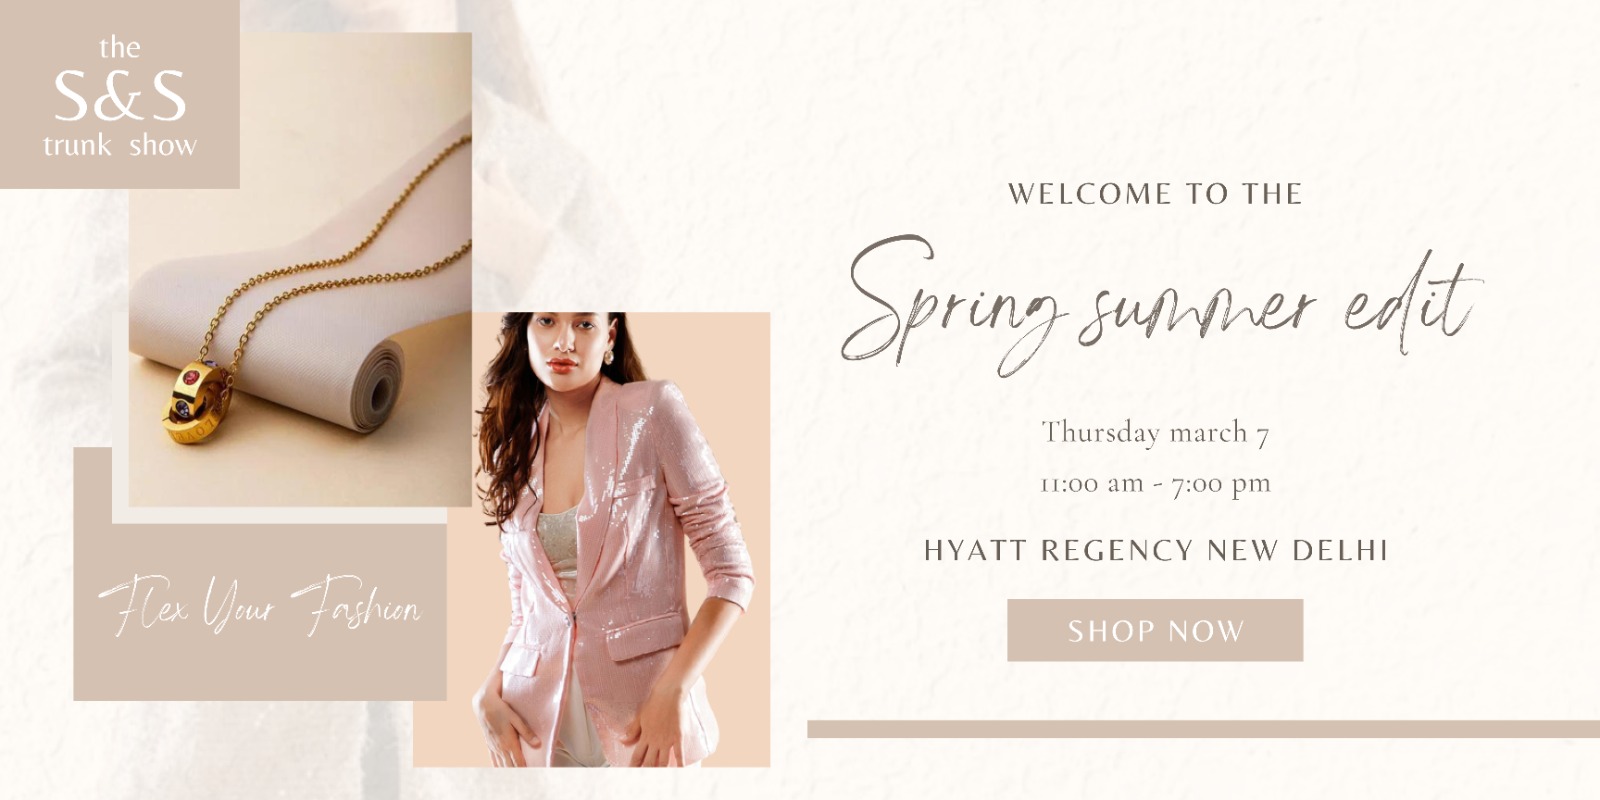 the
S&S
trunk show
WELCOME TO THE
Spring summer edit
Thursday march 7
11:00 am - 7:00 pm
HYATT REGENCY NEW DELHI
SHOP NOW
Flex Your Fashion